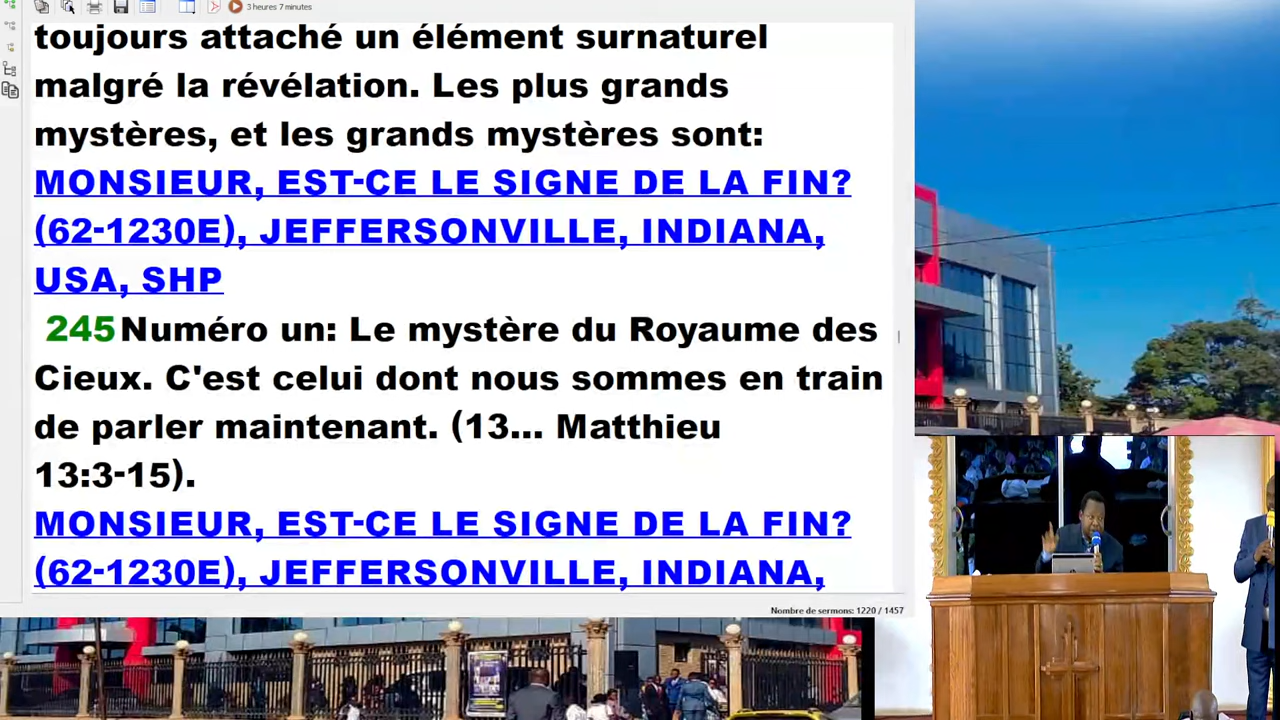 3 heures 7 minutes
toujours attaché un élément surnaturel
malgré la révélation. Les plus grands
mystères, et les grands mystères sont:
MONSIEUR, EST-CE LE SIGNE DE LA FIN?
(62-1230E), JEFFERSONVILLE, INDIANA,
USA, SHP
245 Numéro un: Le mystère du Royaume des
Cieux. C'est celui dont nous sommes en train
de parler maintenant. (13... Matthieu
13:3-15).
MONSIEUR, EST-CE LE SIGNE DE LA FIN?
(62-1230E), JEFFERSONVILLE, INDIANA,
Nombre de sermons: 1220 / 1457